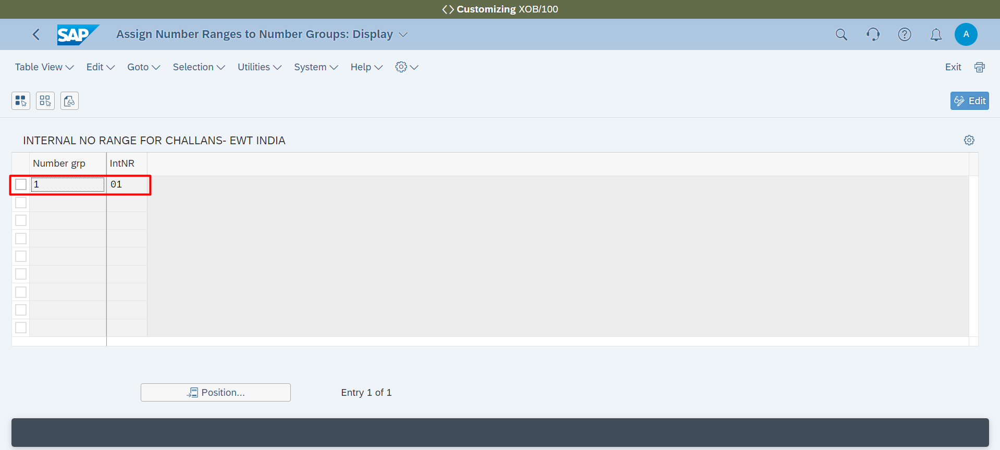 Customizing XOB/100
SAP Assign Number Ranges to Number Groups: Display A
Table View Edit Goto Selection Utilities System Help Exit
Edit
INTERNAL NO RANGE FOR CHALLANS- EWT INDIA
Number grp IntNR
1 01
Position... Entry 1 of 1